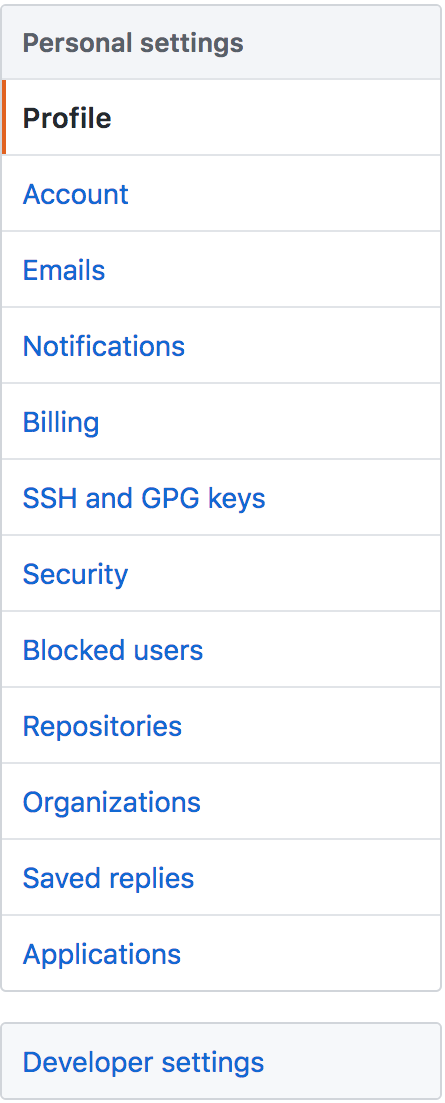 Personal settings
Profile
Account
Emails
Notifications
Billing
SSH and GPG keys
Security
Blocked users
Repositories
Organizations
Saved replies
Applications
Developer settings